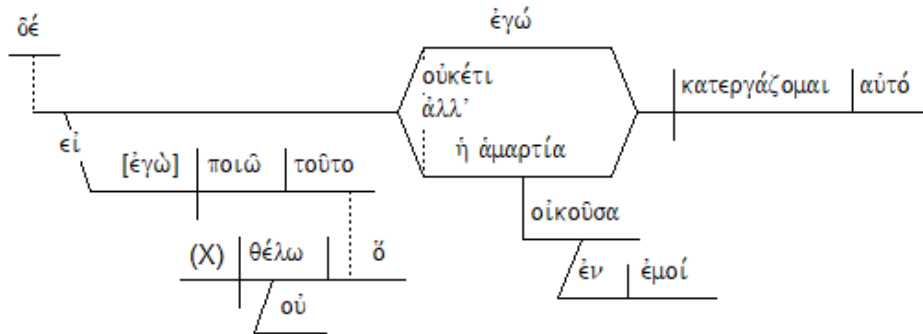 δέ
ἐγώ
οὐκέτι
ἀλλ’
ἡ ἁμαρτία
κατεργάζομαι αὐτό
εἰ
[ἐγὼ] ποιῶ τοῦτο
οἰκοῦσα
(X) θέλω ὅ
ἐν ἐμοί
οὐ